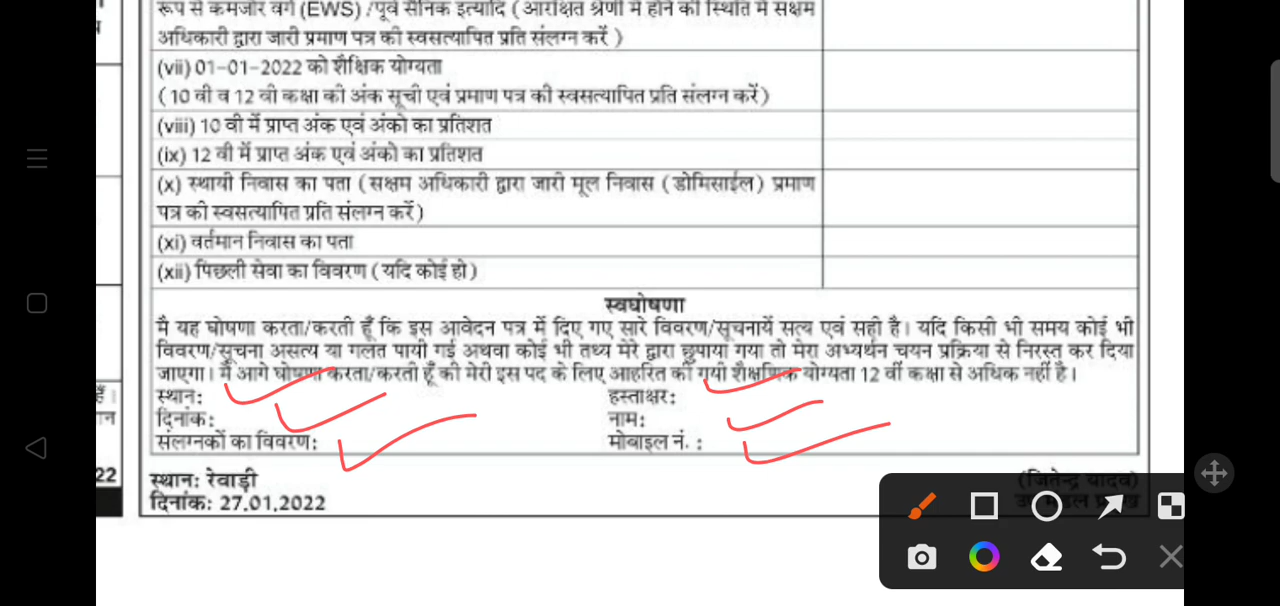 रूप से कमजोर वर्ग (EWS) /पूर्व सैनिक इत्यादि (आरक्षित श्रेणी में होने की स्थिति में सक्षम
अधिकारी द्वारा जारी प्रमाण पत्र की स्वसत्यापित प्रति संलग्न करें )
(vii) 01-01-2022 को शैक्षिक योग्यता
( 10 वी व 12 वी कक्षा की अंक सूची एवं प्रमाण पत्र की स्वसत्यापित प्रति संलग्न करें)
(viii) 10 वी में प्राप्त अंक एवं अंको का प्रतिशत
(ix) 12 वी में प्राप्त अंक एवं अंको का प्रतिशत
(x) स्थायी निवास का पता (सक्षम अधिकारी द्वारा जारी मूल निवास (डोमिसाईल) प्रमाण
पत्र की स्वसत्यापित प्रति संलग्न करें)
(xi) वर्तमान निवास का पता
(xii) पिछली सेवा का विवरण (यदि कोई हो)
स्वघोषणा
मै यह घोषणा करता/करती हूँ कि इस आवेदन पत्र में दिए गए सारे विवरण/सूचनायें सत्य एवं सही है। यदि किसी भी समय कोई भी
विवरण/सूचना असत्य या गलत पायी गई अथवा कोई भी तथ्य मेरे द्वारा छुपाया गया तो मेरा अभ्यर्थन चयन प्रक्रिया से निरस्त कर दिया
जाएगा। मैं आगे घोषणा करता/करती हूँ की मेरी इस पद के लिए आहरित की गयी शैक्षणिक योग्यता 12 वीं कक्षा से अधिक नहीं है।
हैं।
स्थान: हस्ताक्षर:
ान
दिनांक: नाम:
संलग्नकों का विवरण: मोबाइल नं. :
22
स्थान: रेवाड़ी (जितेन्द्र यादव)
दिनांक: 27.01.2022